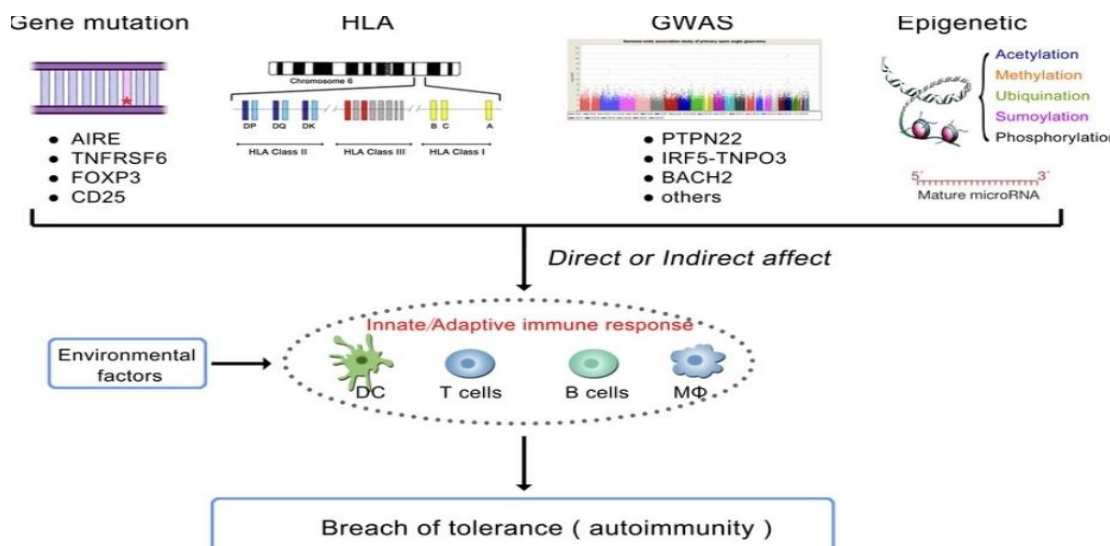 Gene mutation
HLA
GWAS
Epigenetic
Chromosome 6
DP DQ DK B C A
HLA Class II HLA Class III HLA Class I
Acetylation
Methylation
Ubiquination
Sumoylation
Phosphorylation
• AIRE
• TNFRSF6
• FOXP3
• CD25
• PTPN22
• IRF5-TNPO3
• BACH2
• others
5´ 3´
Mature microRNA
Direct or Indirect affect
Innate/Adaptive immune response
Environmental
factors
DC T cells B cells MΦ
Breach of tolerance ( autoimmunity )